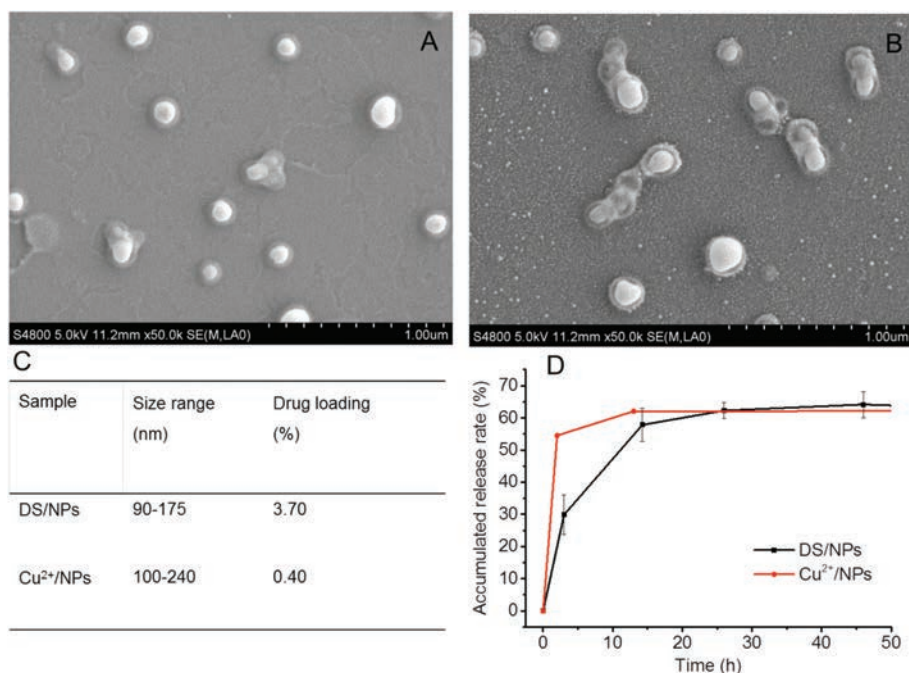 A
B
S4800 5.0kV 11.2mm x50.0k SE(M,LA0)
1.00um
S4800 5.0kV 11.2mm x50.0k SE(M,LA0)
1.00um
C
Sample
Size range
(nm)
Drug loading
(%)
DS/NPs
90-175
3.70
Cu²⁺/NPs
100-240
0.40
D
Accumulated release rate (%)
70
60
50
40
30
20
10
0
DS/NPs
Cu²⁺/NPs
0
10
20
30
40
50
Time (h)